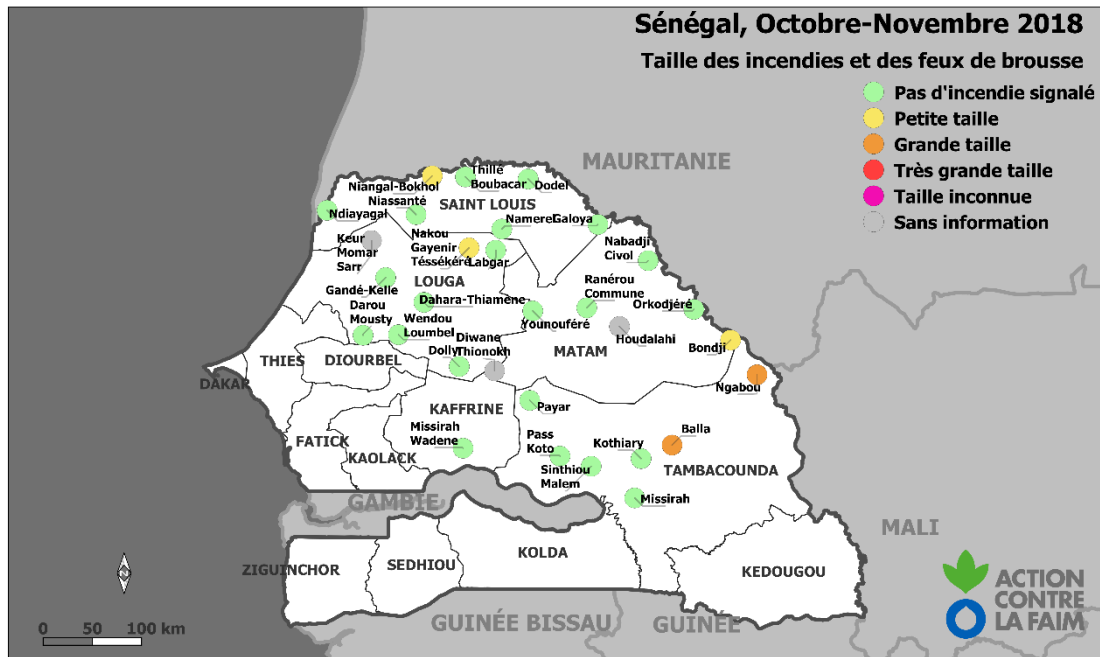 Sénégal, Octobre-Novembre 2018
Taille des incendies et des feux de brousse
Pas d'incendie signalé
Petite taille
Grande taille
Très grande taille
Taille inconnue
Sans information
MAURITANIE
Thillé
Boubacar
Niangal-Bokhol
Dodel
Niassanté
SAINT LOUIS
Ndiayagal
Namerel
Galoya
Nakou
Gayenir
Téssékéré
Keur
Momar
Sarr
Labgar
Nabadji
Civol
LOUGA
Gandé-Kelle
Ranérou
Commune
Dahara-Thiamene
Orkodjéré
Darou
Mousty
Wendou
Loumbel
Younouféré
Diwane
Thionokh
Dolly
Houdalahi
MATAM
Bondji
THIES
DIOURBEL
DAKAR
Ngabou
KAFFRINE
Payar
Missirah
Wadene
Balla
Pass
Koto
Kothiary
FATICK
KAOLACK
Sinthiou
Malem
TAMBACOUNDA
Missirah
GAMBIE
MALI
KOLDA
ZIGUINCHOR
SEDHIOU
KEDOUGOU
GUINÉE BISSAU
GUINÉE
N
0 50 100 km
ACTION
CONTRE
LA FAIM